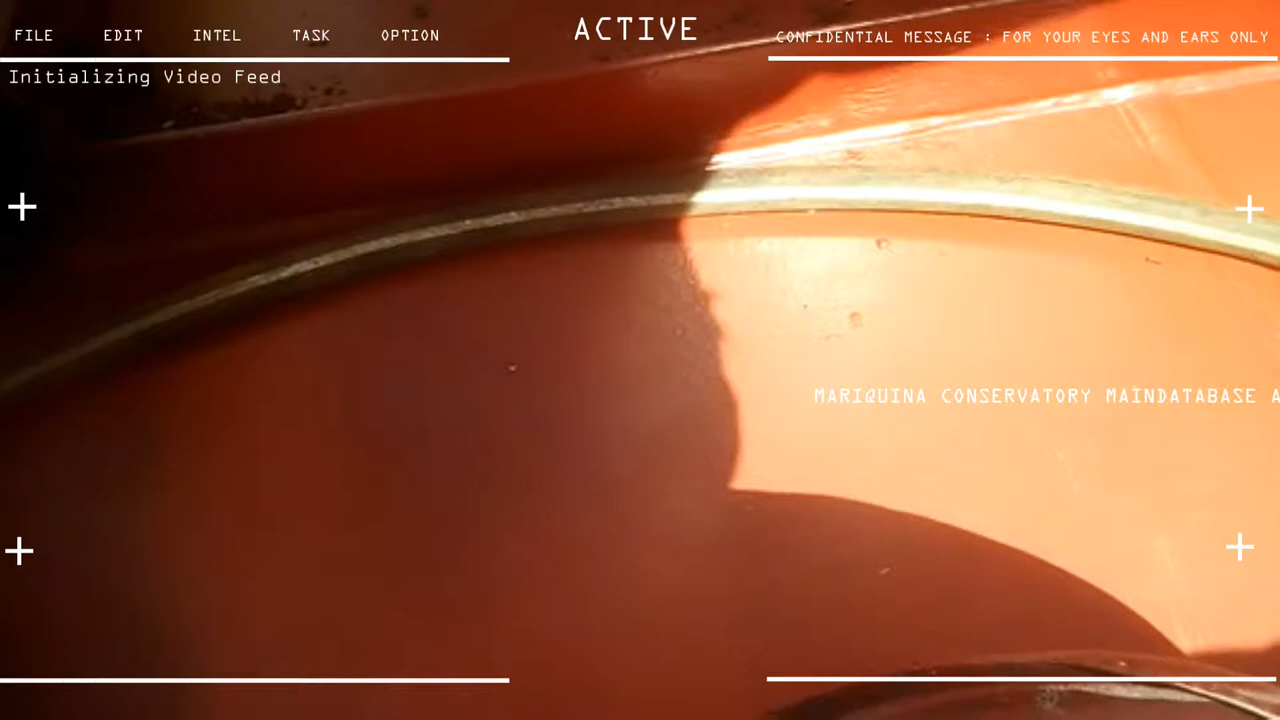 FILE EDIT INTEL TASK OPTION
ACTIVE
CONFIDENTIAL MESSAGE : FOR YOUR EYES AND EARS ONLY
Initializing Video Feed
MARIQUINA CONSERVATORY MAINDATABASE A